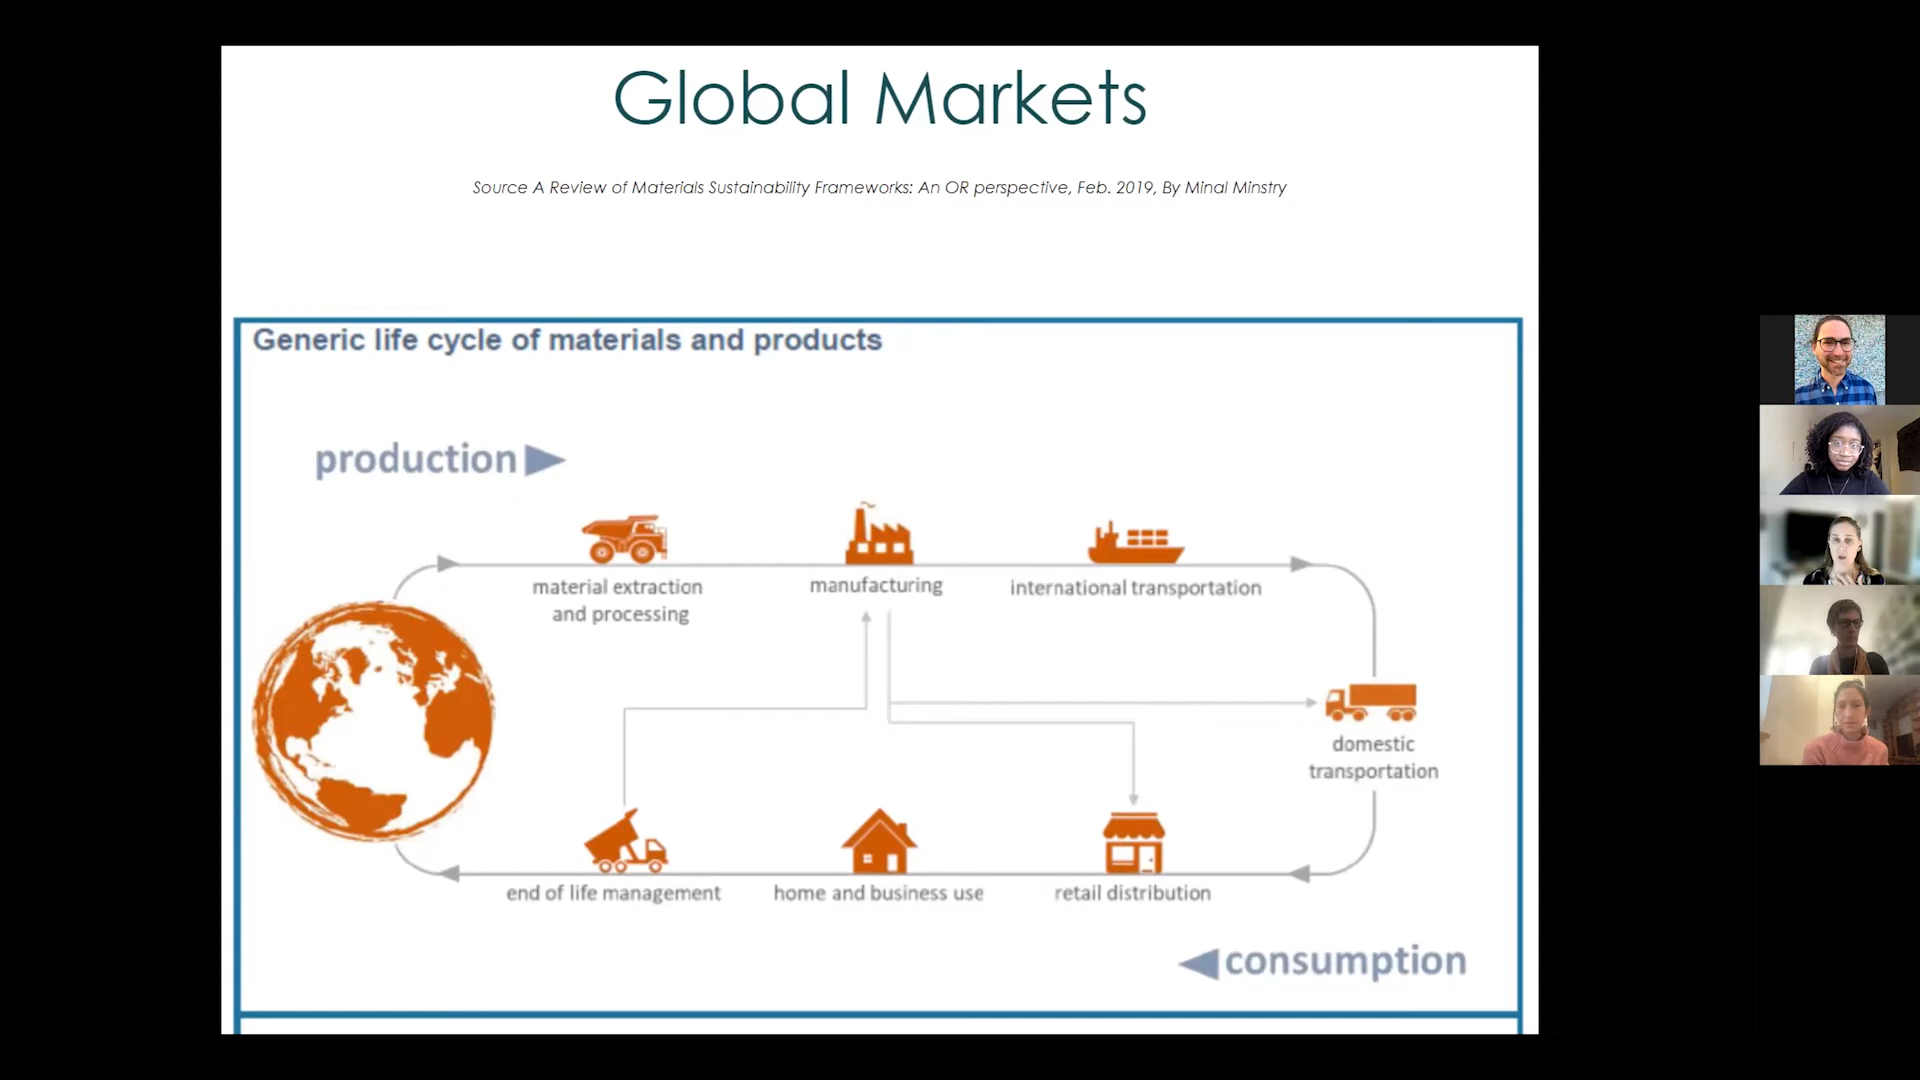 Global Markets
Source A Review of Materials Sustainability Frameworks: An OR perspective, Feb. 2019, By Minal Minstry
Generic life cycle of materials and products
production
material extraction
and processing
manufacturing
international transportation
domestic
transportation
end of life management
home and business use
retail distribution
consumption